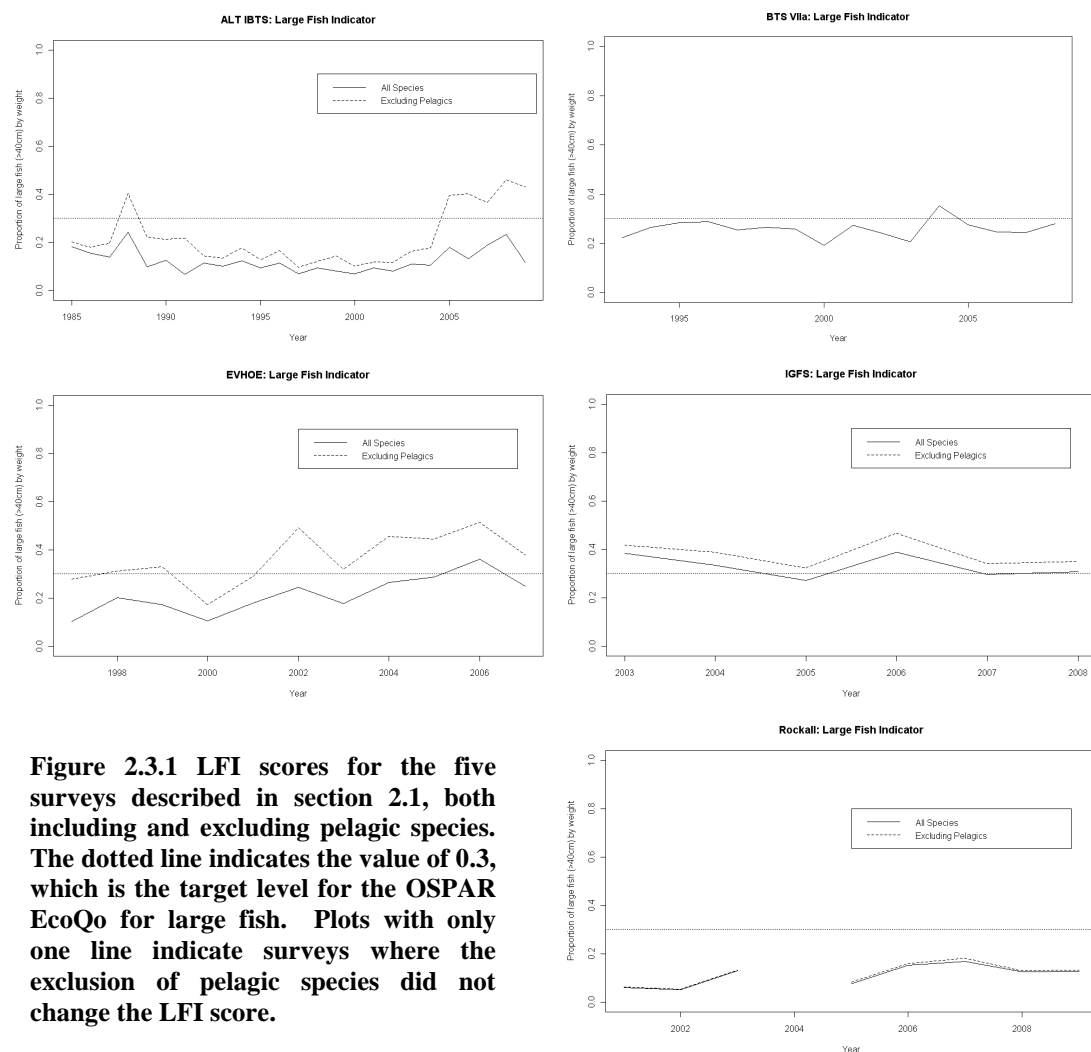 ALT IBTS: Large Fish Indicator
Proportion of large fish (>40cm) by weight
1.0
0.8
0.6
0.4
0.2
0.0
All Species
Excluding Pelagics
1985
1990
1995
2000
2005
Year
BTS VIIa: Large Fish Indicator
Proportion of large fish (>40cm) by weight
1.0
0.8
0.6
0.4
0.2
0.0
1995
2000
2005
Year
EVHOE: Large Fish Indicator
Proportion of large fish (>40cm) by weight
1.0
0.8
0.6
0.4
0.2
0.0
All Species
Excluding Pelagics
1998
2000
2002
2004
2006
Year
IGFS: Large Fish Indicator
Proportion of large fish (>40cm) by weight
1.0
0.8
0.6
0.4
0.2
0.0
All Species
Excluding Pelagics
2003
2004
2005
2006
2007
2008
Year
Figure 2.3.1 LFI scores for the five
surveys described in section 2.1, both
including and excluding pelagic species.
The dotted line indicates the value of 0.3,
which is the target level for the OSPAR
EcoQo for large fish. Plots with only
one line indicate surveys where the
exclusion of pelagic species did not
change the LFI score.
Rockall: Large Fish Indicator
Proportion of large fish (>40cm) by weight
1.0
0.8
0.6
0.4
0.2
0.0
All Species
Excluding Pelagics
2002
2004
2006
2008
Year